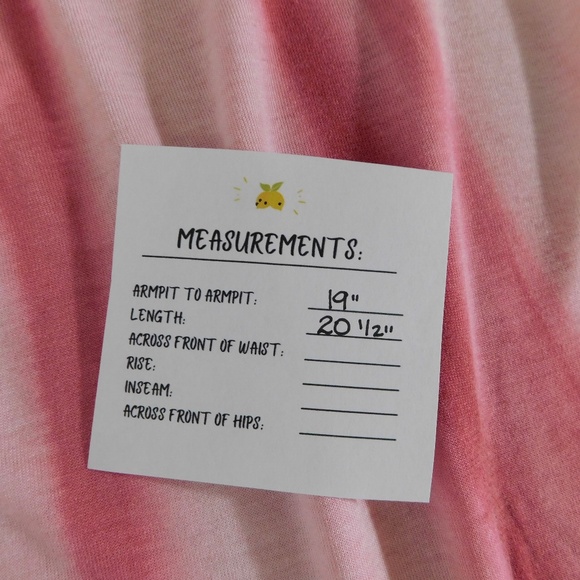 MEASUREMENTS:
ARMPIT TO ARMPIT: 19"
LENGTH: 20 1/2"
ACROSS FRONT OF WAIST:
RISE:
INSEAM:
ACROSS FRONT OF HIPS: